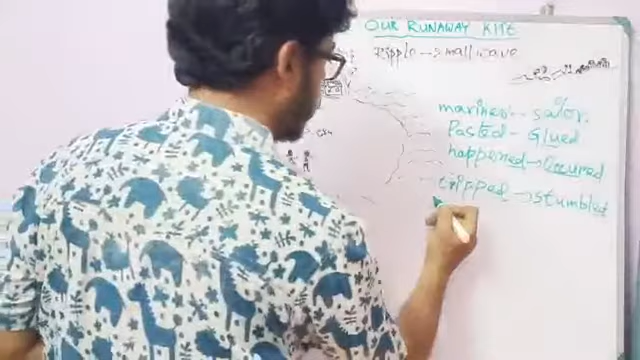 OUR RUNAWAY KITE
ripple - small wave
mariner - sailor.
Pasted - Glued
happened → Occured
tripped → stumbled